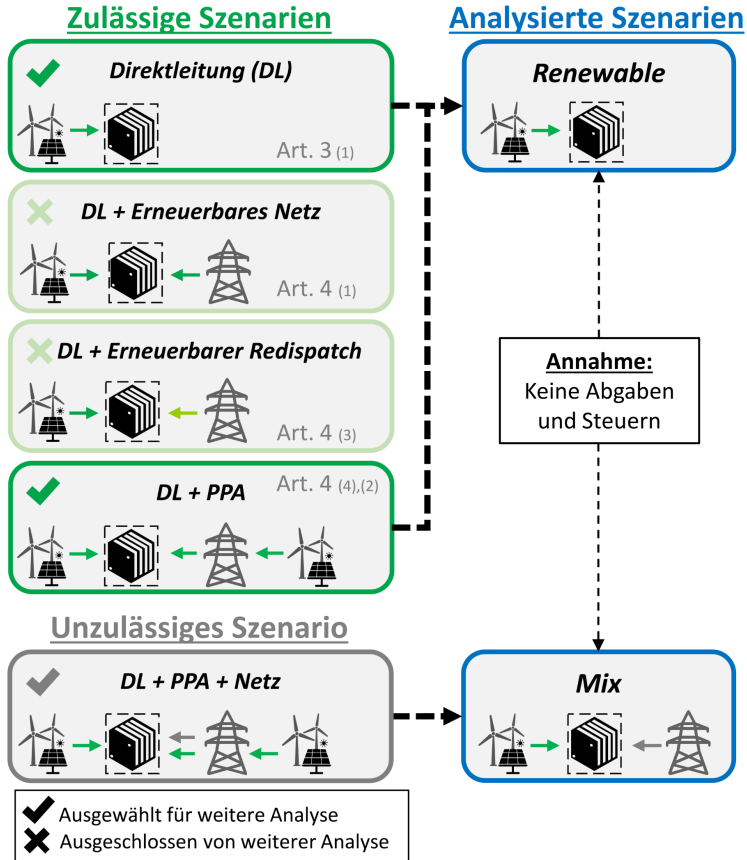 Zulässige Szenarien
Direktleitung (DL)
Art. 3 (1)
DL + Erneuerbares Netz
Art. 4 (1)
DL + Erneuerbarer Redispatch
Art. 4 (3)
DL + PPA
Art. 4 (4),(2)
Unzulässiges Szenario
DL + PPA + Netz
Analysierte Szenarien
Renewable
Annahme:
Keine Abgaben
und Steuern
Mix
Ausgewählt für weitere Analyse
Ausgeschlossen von weiterer Analyse